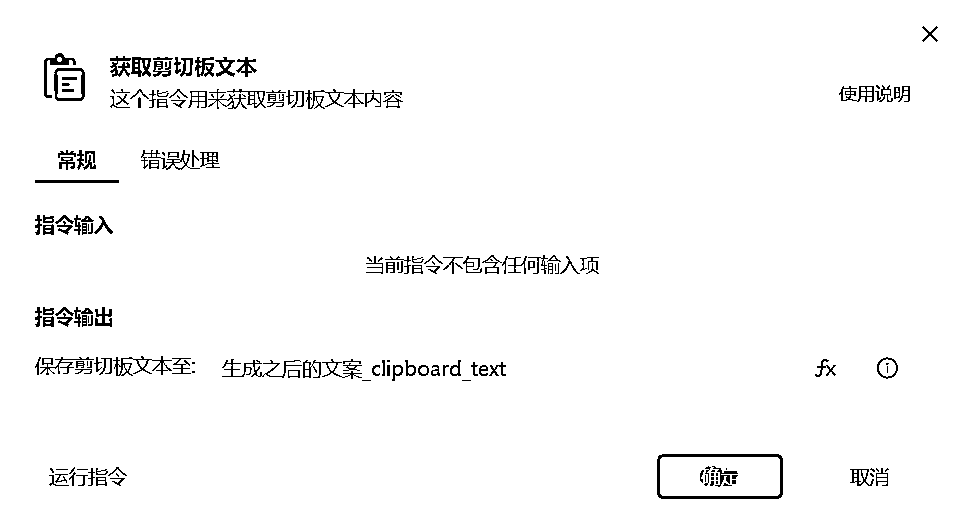 获取剪切板文本
这个指令用来获取剪切板文本内容
使用说明
常规 错误处理
指令输入
当前指令不包含任何输入项
指令输出
保存剪切板文本至: 生成之后的文案_clipboard_text fx
运行指令 确定 取消